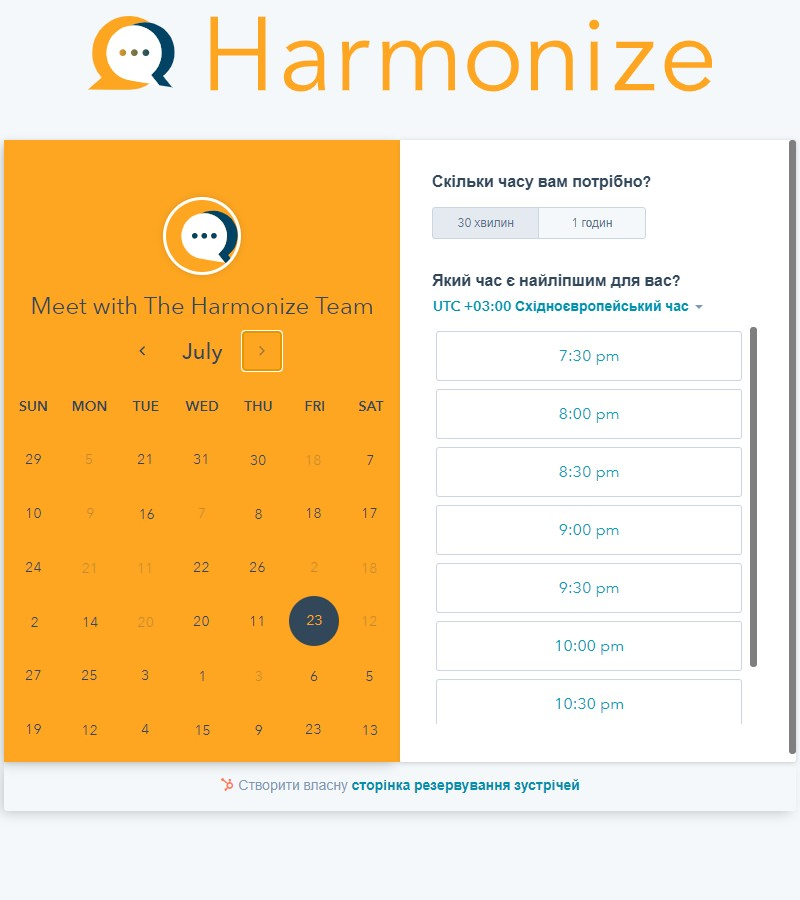 Harmonize
Meet with The Harmonize Team
July
SUN MON TUE WED THU FRI SAT
29 5 21 31 30 18 7
10 9 16 7 8 18 17
24 21 11 22 26 2 18
2 14 20 20 11 23 12
27 25 3 1 3 6 5
19 12 4 15 9 23 13
Скільки часу вам потрібно?
30 хвилин 1 годин
Який час є найліпшим для вас?
UTC +03:00 Східноєвропейський час
7:30 pm
8:00 pm
8:30 pm
9:00 pm
9:30 pm
10:00 pm
10:30 pm
Створити власну сторінка резервування зустрічей